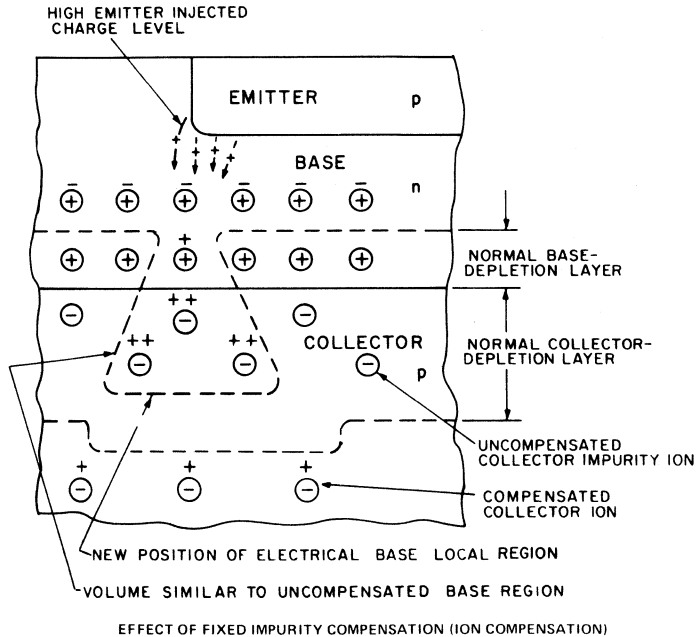 HIGH EMITTER INJECTED
CHARGE LEVEL
EMITTER p
BASE
n
NORMAL BASE-
DEPLETION LAYER
COLLECTOR
p
NORMAL COLLECTOR-
DEPLETION LAYER
UNCOMPENSATED
COLLECTOR IMPURITY ION
COMPENSATED
COLLECTOR ION
NEW POSITION OF ELECTRICAL BASE LOCAL REGION
VOLUME SIMILAR TO UNCOMPENSATED BASE REGION
EFFECT OF FIXED IMPURITY COMPENSATION (ION COMPENSATION)